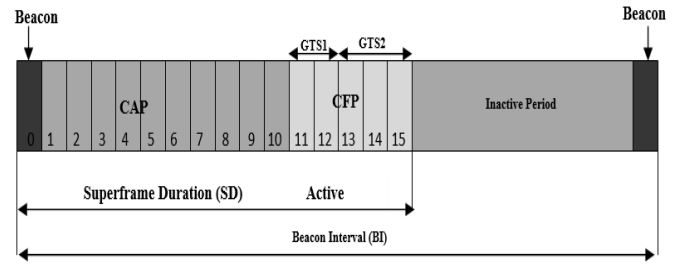 Beacon
Beacon
GTS1
GTS2
CAP
CFP
Inactive Period
0 1 2 3 4 5 6 7 8 9 10 11 12 13 14 15
Superframe Duration (SD) Active
Beacon Interval (BI)